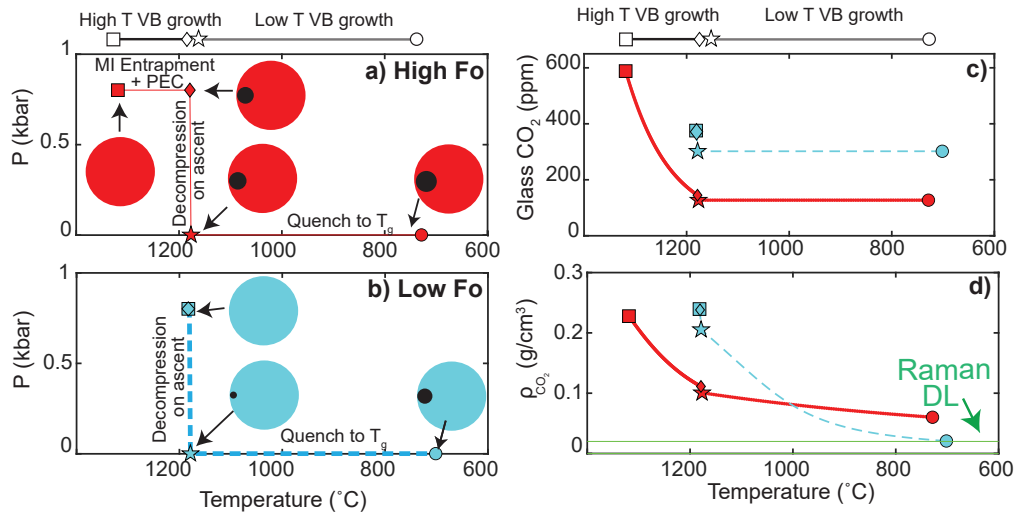 High T VB growth
Low T VB growth
High T VB growth
Low T VB growth
1
0.5
0
P (kbar)
MI Entrapment
+ PEC
a) High Fo
Decompression
on ascent
Quench to Tg
1200
1000
800
600
1
0.5
0
P (kbar)
b) Low Fo
Decompression
on ascent
Quench to Tg
1200
1000
800
600
Temperature (˚C)
600
400
200
0
Glass CO2 (ppm)
c)
1200
1000
800
600
0.3
0.2
0.1
0
ρCO2 (g/cm3)
d)
Raman
DL
1200
1000
800
600
Temperature (˚C)